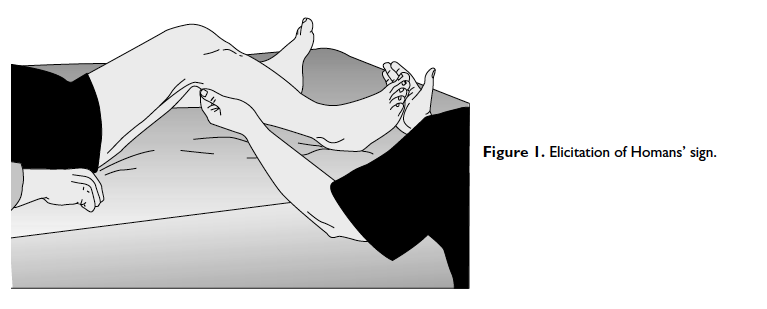 Figure 1. Elicitation of Homans’ sign.